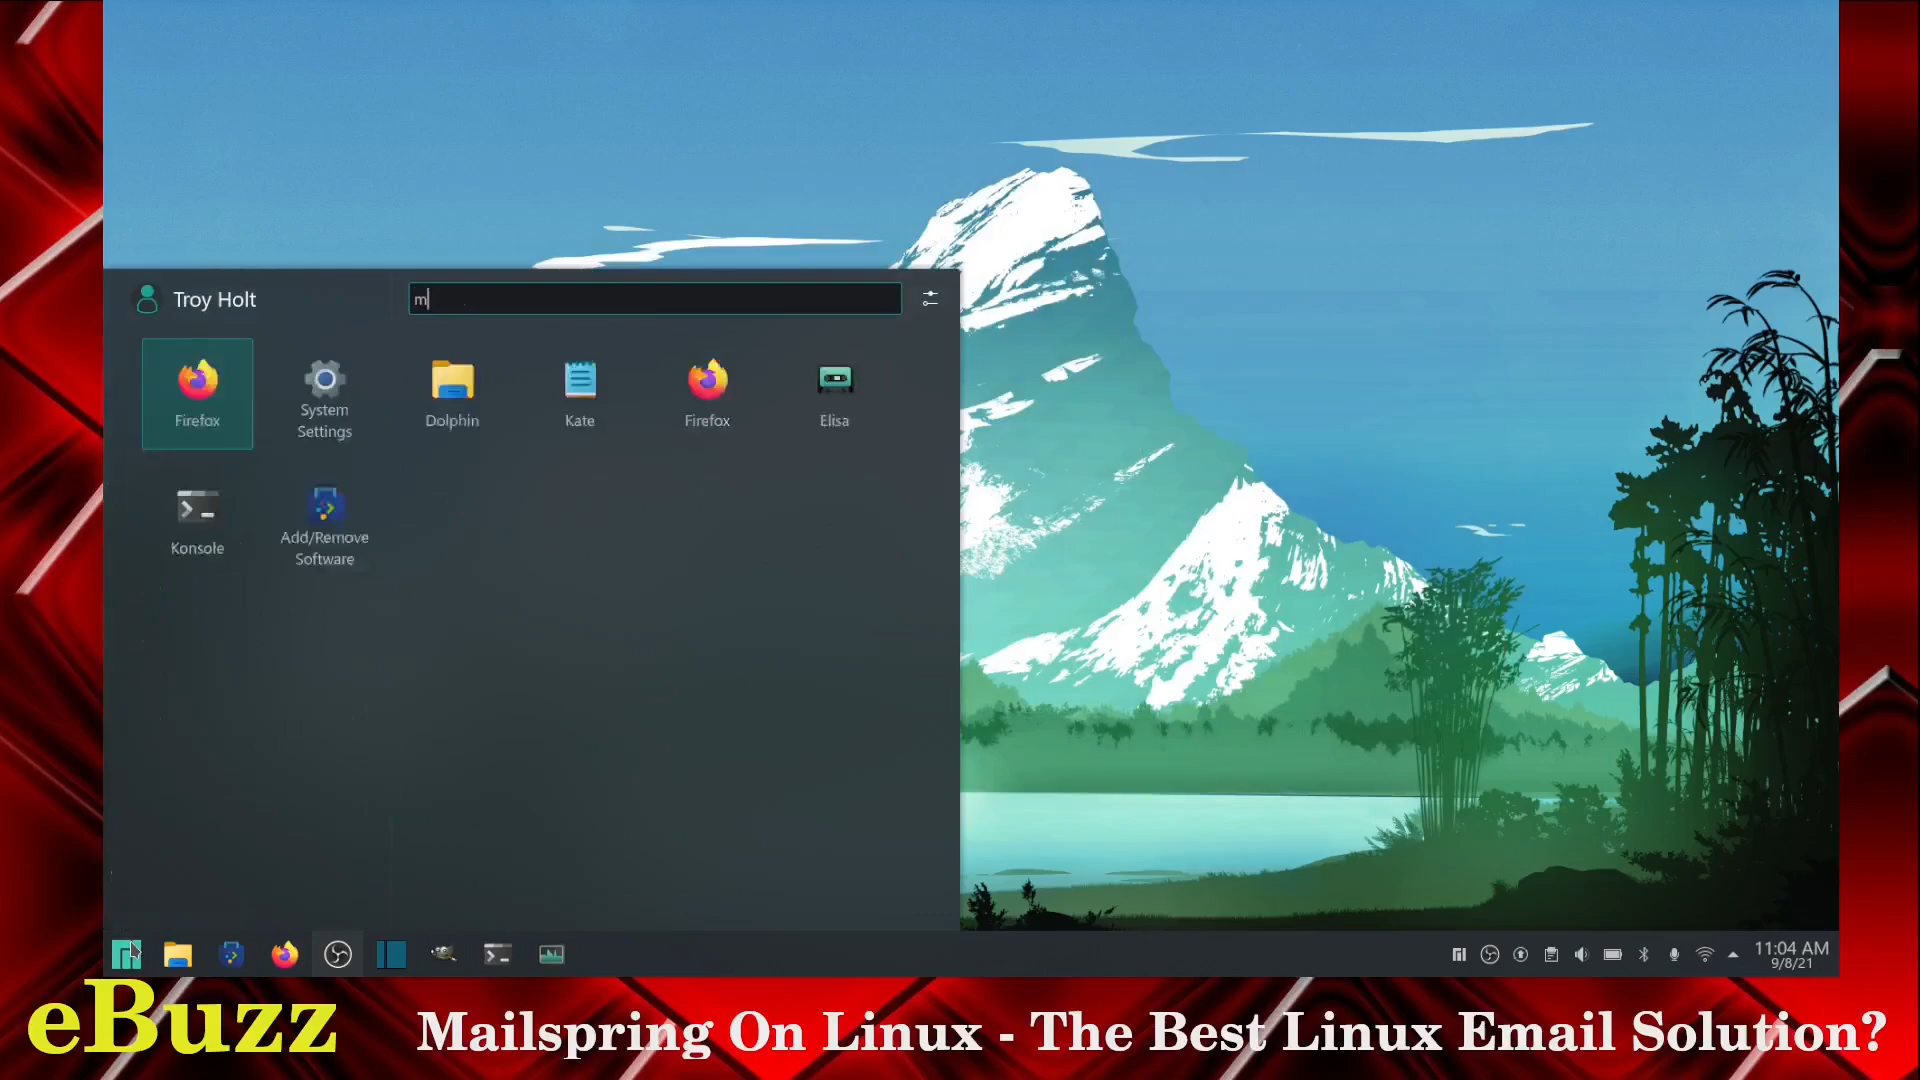 Troy Holt
m
Firefox
System
Settings
Dolphin
Kate
Firefox
Elisa
Konsole
Add/Remove
Software
11:04 AM
9/8/21
eBuzz
Mailspring On Linux - The Best Linux Email Solution?